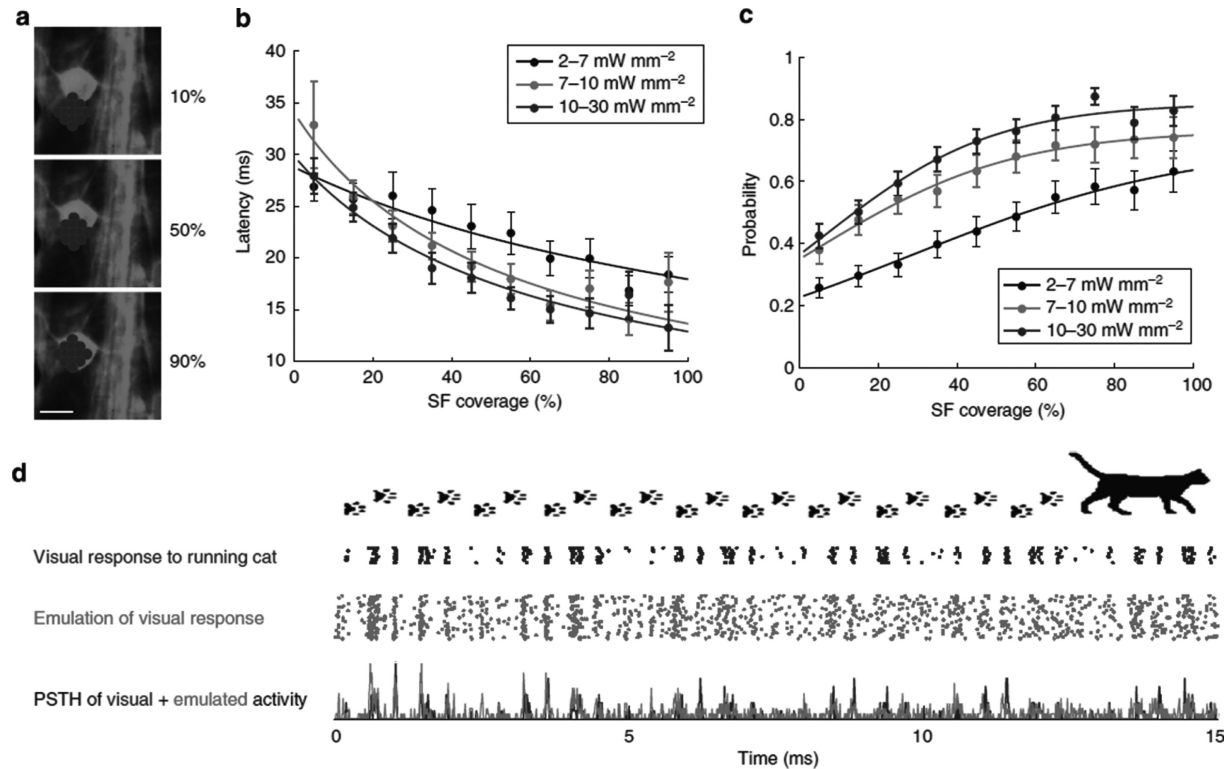 a
10%
50%
90%
b
40
35
30
25
20
15
10
Latency (ms)
2–7 mW mm⁻²
7–10 mW mm⁻²
10–30 mW mm⁻²
0 20 40 60 80 100
SF coverage (%)
c
1
0.8
0.6
0.4
0.2
0
Probability
2–7 mW mm⁻²
7–10 mW mm⁻²
10–30 mW mm⁻²
0 20 40 60 80 100
SF coverage (%)
d
Visual response to running cat
Emulation of visual response
PSTH of visual + emulated activity
0 5 10 15
Time (ms)